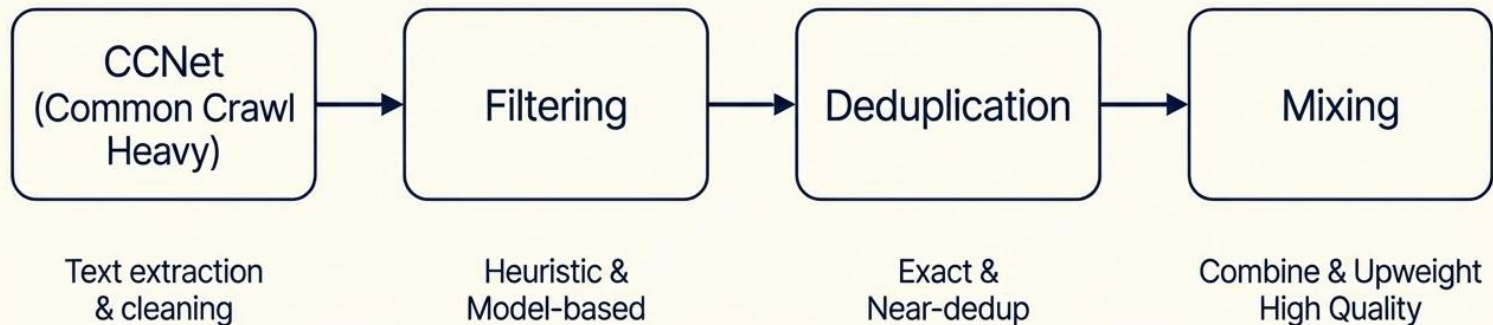 CCNet
(Common Crawl
Heavy)
Filtering
Deduplication
Mixing
Text extraction
& cleaning
Heuristic &
Model-based
Exact &
Near-dedup
Combine & Upweight
High Quality